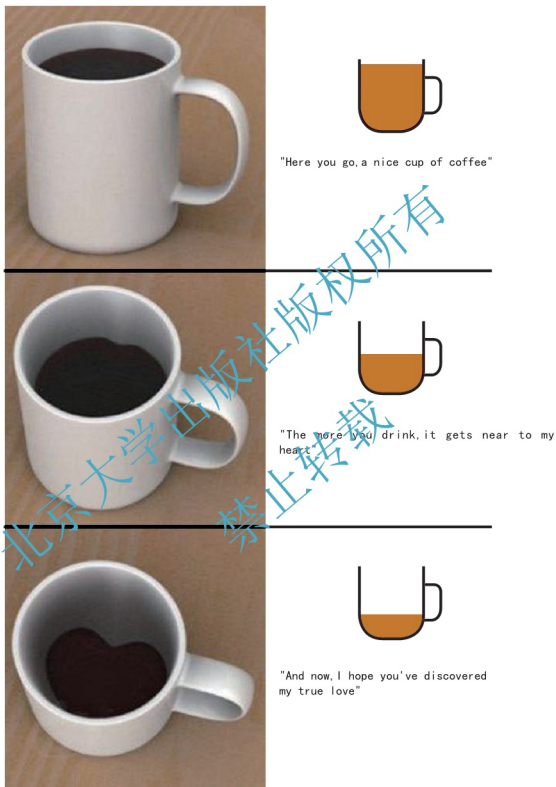 "Here you go,a nice cup of coffee"
"The more you drink,it gets near to my
heart"
"And now,I hope you've discovered
my true love"
北京大学出版社版权所有
禁止转载